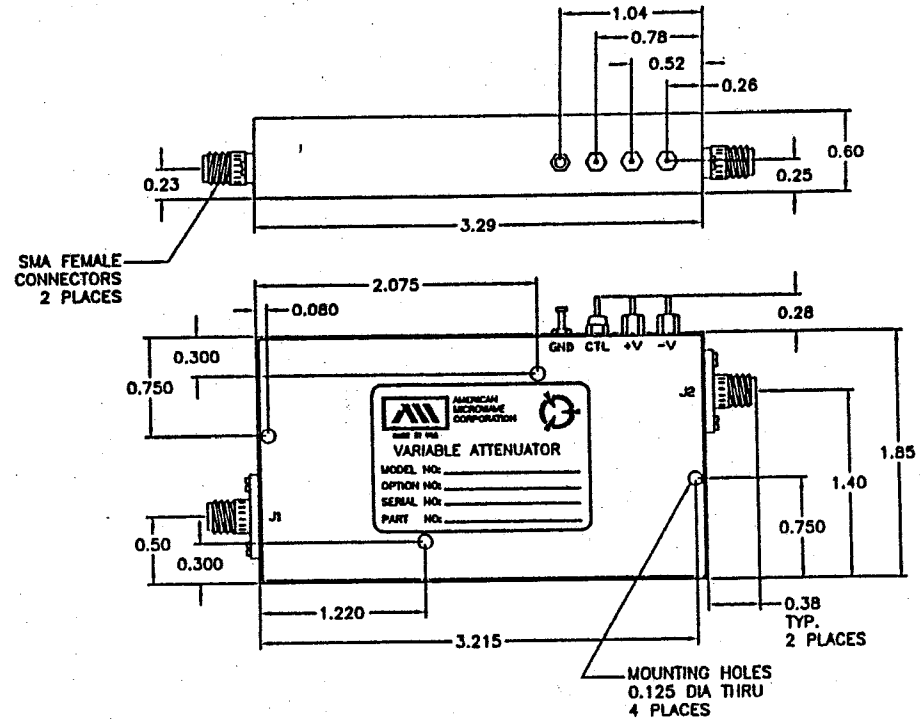 1.04
0.78
0.52
0.26
0.60
0.23
0.25
3.29
SMA FEMALE
CONNECTORS
2 PLACES
2.075
0.080
0.28
0.300
GND CTL +V -V
0.750
J2
AMERICAN
MICROWAVE
CORPORATION
VARIABLE ATTENUATOR
MODEL NO:
OPTION NO:
SERIAL NO:
PART NO:
1.85
1.40
J1
0.50
0.300
0.750
1.220
0.38
TYP.
2 PLACES
3.215
MOUNTING HOLES
0.125 DIA THRU
4 PLACES